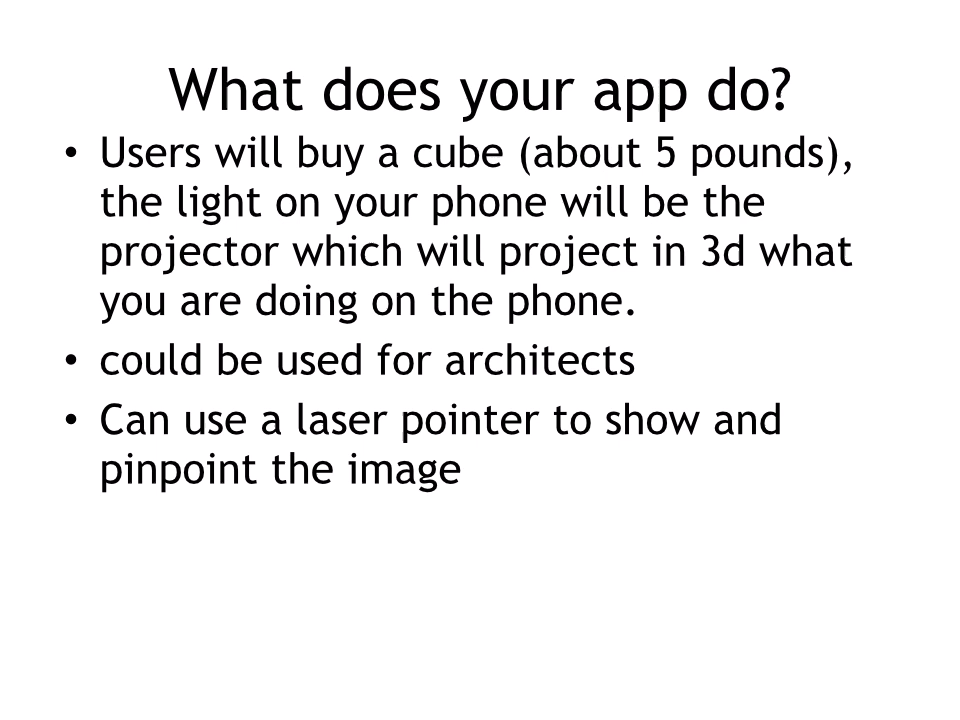 What does your app do?
• Users will buy a cube (about 5 pounds),
the light on your phone will be the
projector which will project in 3d what
you are doing on the phone.
• could be used for architects
• Can use a laser pointer to show and
pinpoint the image